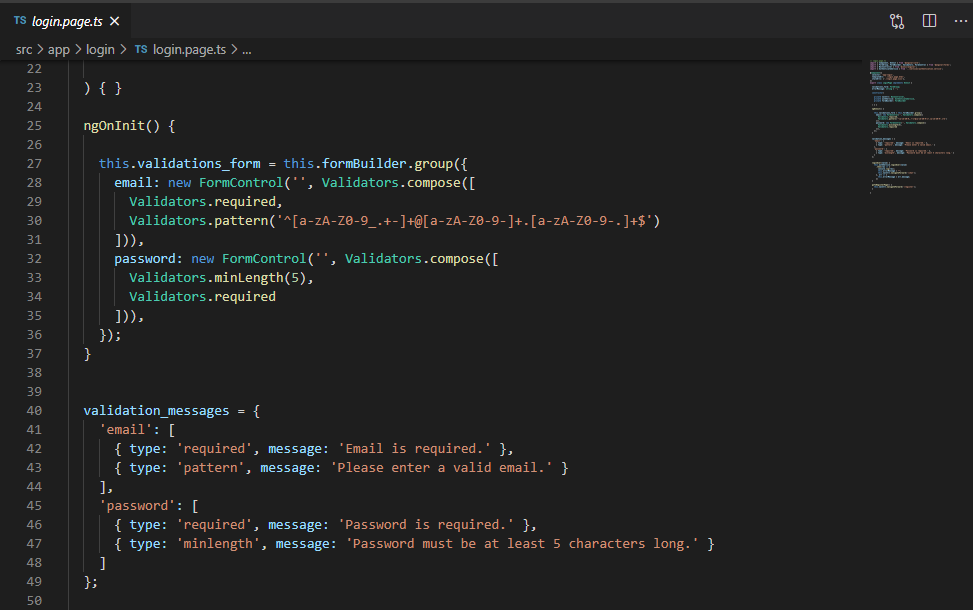 TS login.page.ts ×
src > app > login > TS login.page.ts > ...
22
23 ) { }
24
25 ngOnInit() {
26
27 this.validations_form = this.formBuilder.group({
28 email: new FormControl('', Validators.compose([
29 Validators.required,
30 Validators.pattern('^[a-zA-Z0-9_.+-]+@[a-zA-Z0-9-]+.[a-zA-Z0-9-.]+$')
31 ])),
32 password: new FormControl('', Validators.compose([
33 Validators.minLength(5),
34 Validators.required
35 ])),
36 });
37 }
38
39
40 validation_messages = {
41 'email': [
42 { type: 'required', message: 'Email is required.' },
43 { type: 'pattern', message: 'Please enter a valid email.' }
44 ],
45 'password': [
46 { type: 'required', message: 'Password is required.' },
47 { type: 'minlength', message: 'Password must be at least 5 characters long.' }
48 ]
49 };
50